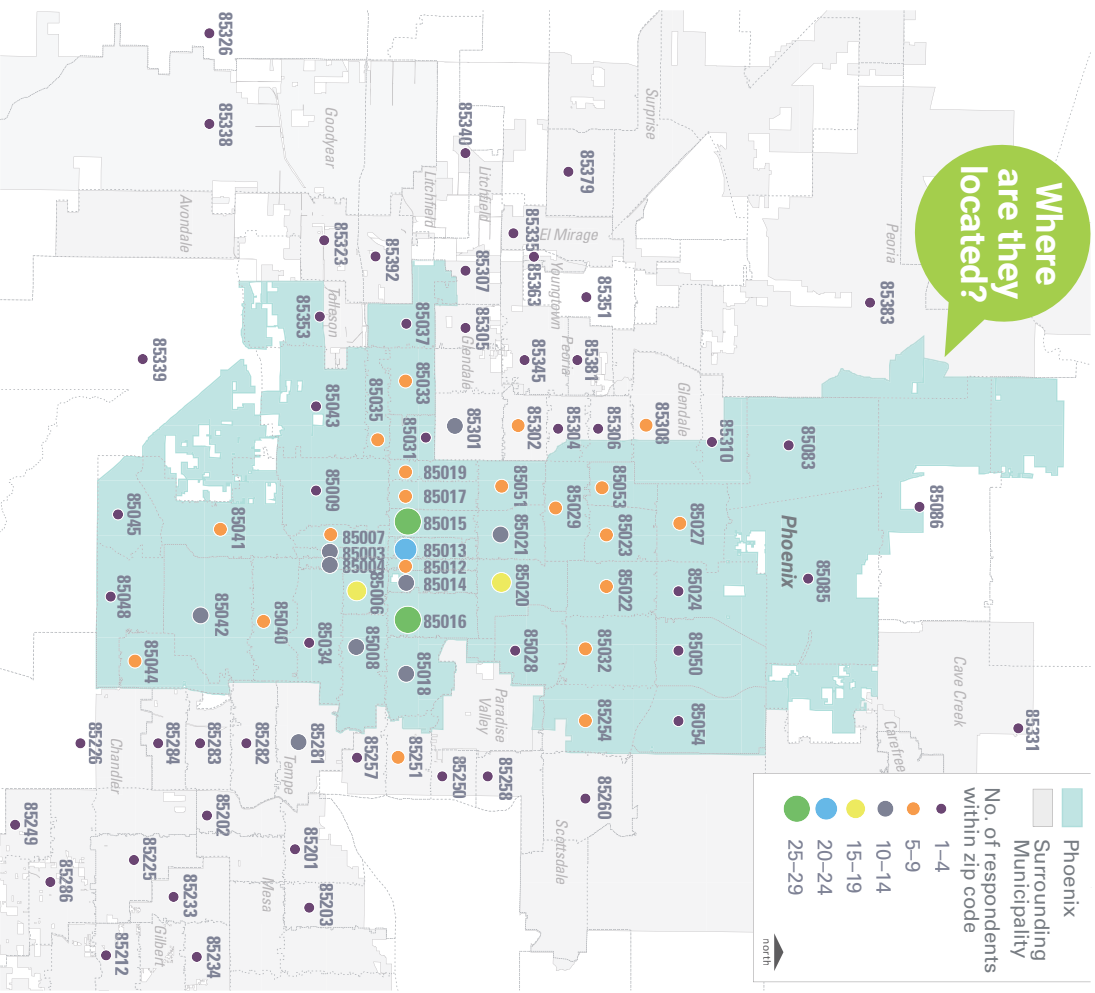 Where
are they
located?
Phoenix
Surrounding
Municipality
No. of respondents
within zip code
1–4
5–9
10–14
15–19
20–24
25–29
north
85331
Cave Creek
Carefree
85086
Peoria
85383
85083
85085
Phoenix
85310
Glendale
85027
85024
85050
85054
Surprise
85308
85306
85053
85023
85022
85304
85029
85032
85254
85260
Scottsdale
85379
85351
85381
El Mirage
Youngtown
Peoria
85335
85363
85345
85302
85051
85021
85020
85028
Paradise
Valley
85258
85340
Litchfield
85307
85305
Glendale
85301
85250
Litchfield
85031
85037
85033
85019
85017
85015
85013
85012
85014
85016
85018
85251
85392
85035
85006
85008
85257
Goodyear
85323
Tolleson
85353
85043
85009
85007
85003
85004
85034
85281
Tempe
85201
85203
Mesa
85326
85338
Avondale
85339
85041
85040
85042
85282
85202
85283
85284
85233
85234
Gilbert
85045
85048
85044
Chandler
85226
85225
85212
85286
85249